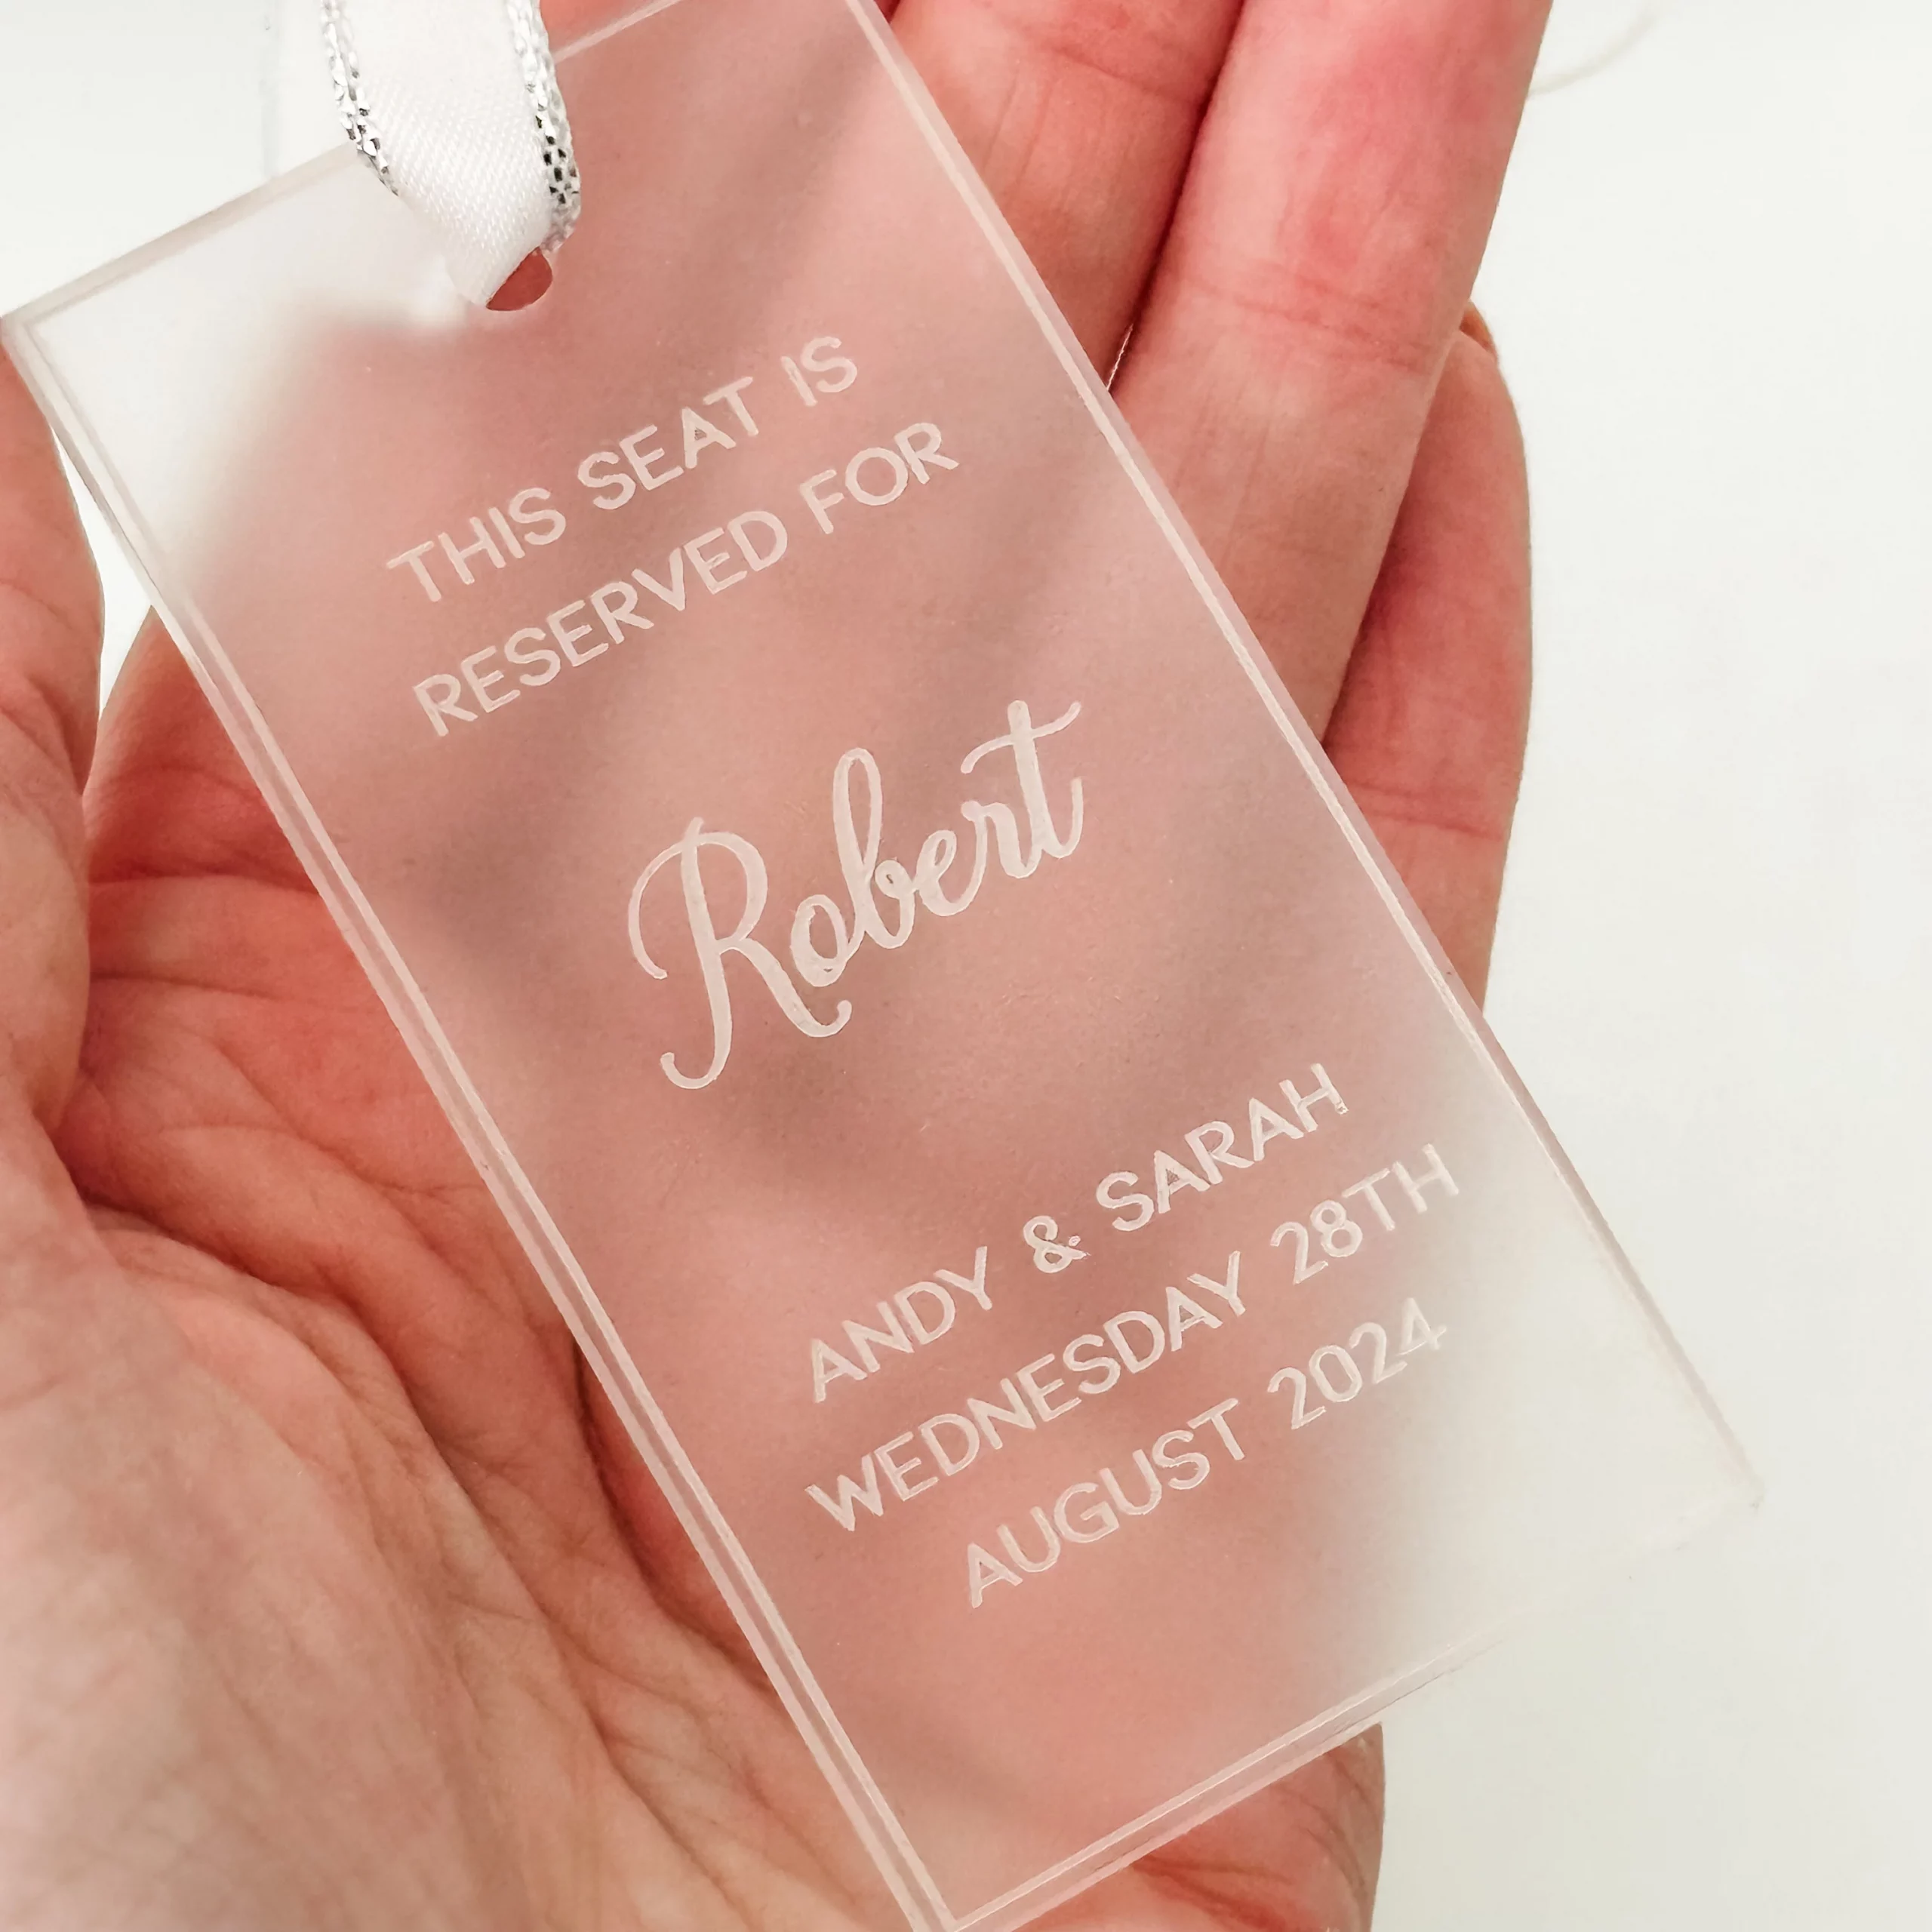 THIS SEAT IS
RESERVED FOR
Robert
ANDY & SARAH
WEDNESDAY 28TH
AUGUST 2024